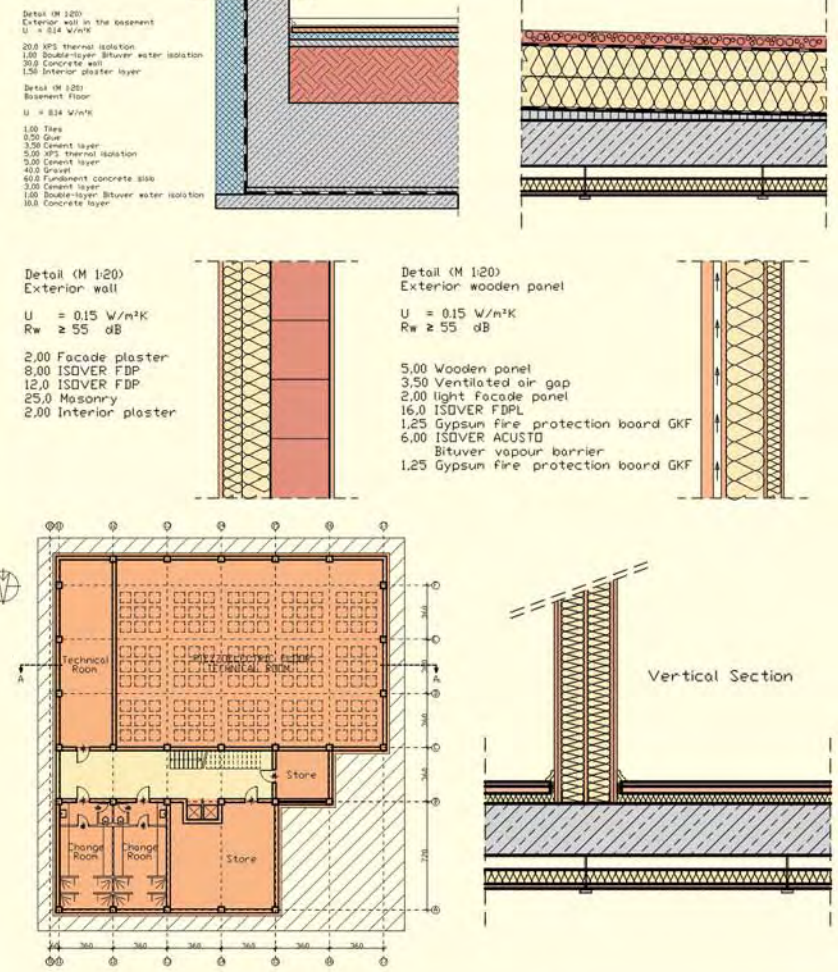 Detail (M 1:20)
Exterior wall in the basement
U = 0.14 W/m²K
20.0 XPS thermal isolation
1.00 Double-layer Bituver water isolation
30.0 Concrete wall
1.50 Interior plaster layer
Detail (M 1:20)
Basement floor
U = 0.14 W/m²K
1.00 Tiles
0.50 Glue
3.50 Cement layer
5.00 XPS thermal isolation
5.00 Cement layer
40.0 Gravel
60.0 Fundament concrete slab
3.00 Cement layer
1.00 Double-layer Bituver water isolation
10.0 Concrete layer
Detail (M 1:20)
Exterior wall
U = 0.15 W/m²K
Rw ≥ 55 dB
2,00 Facade plaster
8,00 ISOVER FDP
12,0 ISOVER FDP
25,0 Masonry
2,00 Interior plaster
Detail (M 1:20)
Exterior wooden panel
U = 0.15 W/m²K
Rw ≥ 55 dB
5,00 Wooden panel
3,50 Ventilated air gap
2,00 light facade panel
16,0 ISOVER FDPL
1,25 Gypsum fire protection board GKF
6,00 ISOVER ACUSTO
Bituver vapour barrier
1,25 Gypsum fire protection board GKF
Technical
Room
PIEZOELECTRIC FLOOR
TECHNICAL ROOM
A
A
Store
Change
Room
Change
Room
Store
360
360
360
720
360
360
360
360
360
360
Vertical Section